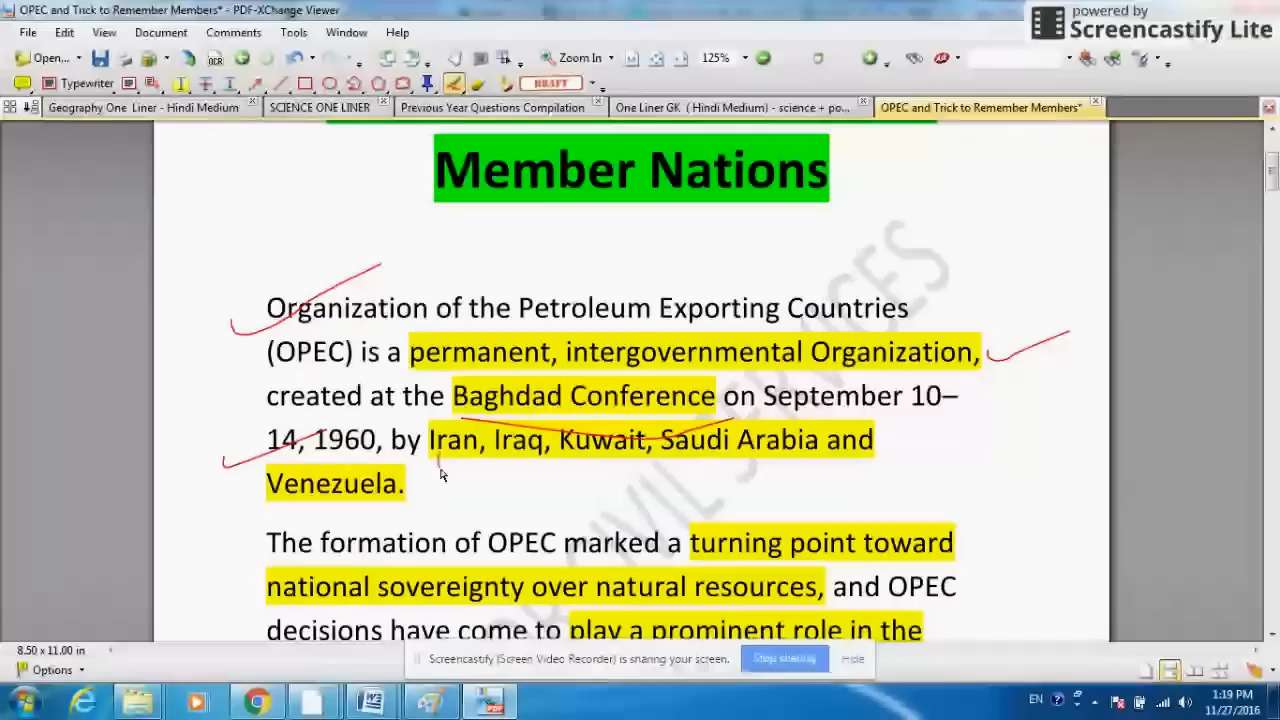 OPEC and Trick to Remember Members* - PDF-XChange Viewer
powered by
Screencastify Lite
File Edit View Document Comments Tools Window Help
Open... OCR Zoom In 125%
Typewriter DRAFT
Geography One Liner - Hindi Medium SCIENCE ONE LINER Previous Year Questions Compilation One Liner GK ( Hindi Medium) - science + po... OPEC and Trick to Remember Members*
Member Nations
Organization of the Petroleum Exporting Countries
(OPEC) is a permanent, intergovernmental Organization,
created at the Baghdad Conference on September 10–
14, 1960, by Iran, Iraq, Kuwait, Saudi Arabia and
Venezuela.
The formation of OPEC marked a turning point toward
national sovereignty over natural resources, and OPEC
decisions have come to play a prominent role in the
CIVIL SERVICES
8.50 x 11.00 in
Screencastify (Screen Video Recorder) is sharing your screen. Stop sharing Hide
Options
EN 1:19 PM
11/27/2016